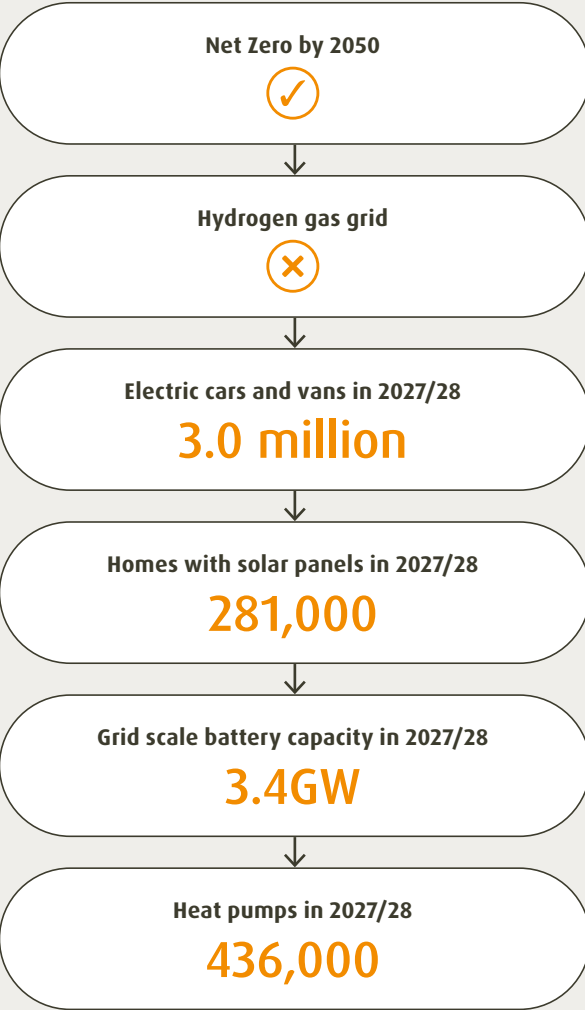 Net Zero by 2050
✓
Hydrogen gas grid
×
Electric cars and vans in 2027/28
3.0 million
Homes with solar panels in 2027/28
281,000
Grid scale battery capacity in 2027/28
3.4GW
Heat pumps in 2027/28
436,000